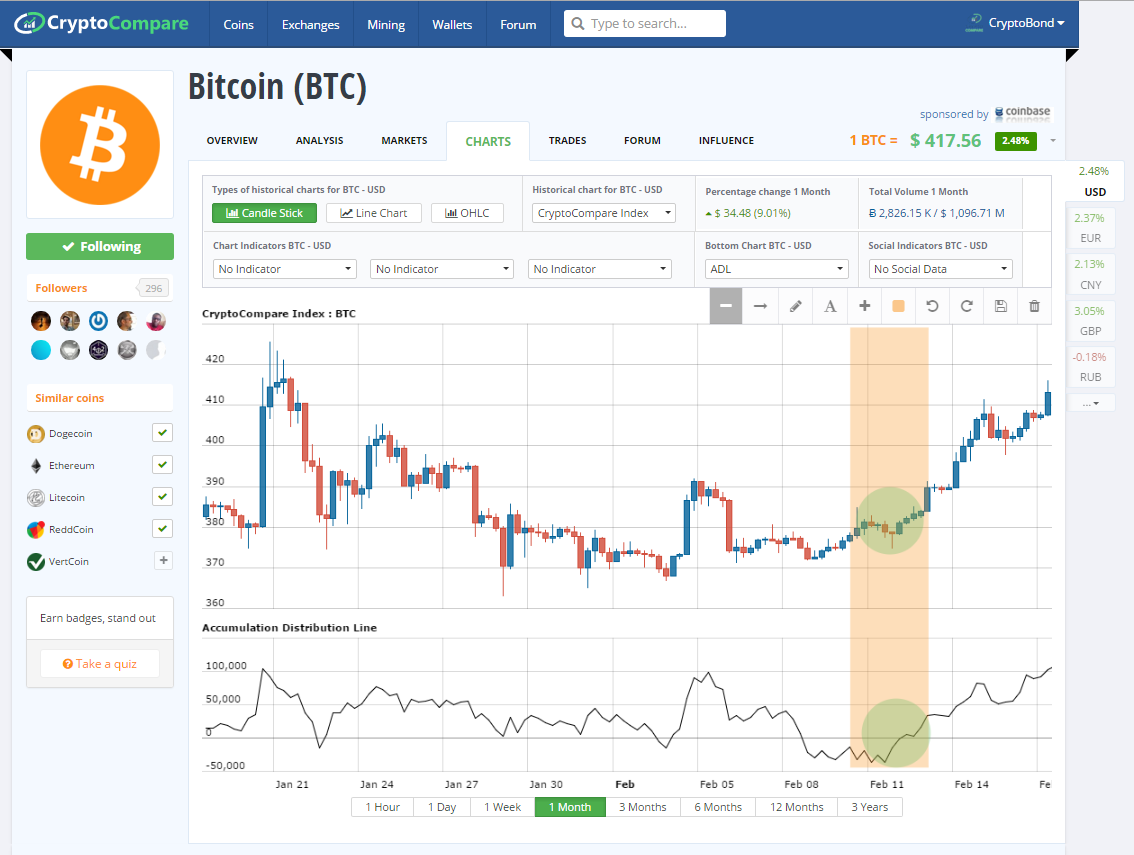 CryptoCompare Coins Exchanges Mining Wallets Forum Type to search... CryptoBond
Bitcoin (BTC)
sponsored by coinbase
OVERVIEW ANALYSIS MARKETS CHARTS TRADES FORUM INFLUENCE 1 BTC = $ 417.56 2.48%
2.48%
USD
2.37%
EUR
2.13%
CNY
3.05%
GBP
-0.18%
RUB
...
Types of historical charts for BTC - USD Historical chart for BTC - USD Percentage change 1 Month Total Volume 1 Month
Candle Stick Line Chart OHLC CryptoCompare Index $ 34.48 (9.01%) Ƀ 2,826.15 K / $ 1,096.71 M
Chart Indicators BTC - USD Bottom Chart BTC - USD Social Indicators BTC - USD
No Indicator No Indicator No Indicator ADL No Social Data
Following
Followers 296
Similar coins
Dogecoin
Ethereum
Litecoin
ReddCoin
VertCoin
Earn badges, stand out
Take a quiz
A
CryptoCompare Index : BTC
420
410
400
390
380
370
360
Accumulation Distribution Line
100,000
50,000
0
-50,000
Jan 21 Jan 24 Jan 27 Jan 30 Feb Feb 05 Feb 08 Feb 11 Feb 14 Fe
1 Hour 1 Day 1 Week 1 Month 3 Months 6 Months 12 Months 3 Years